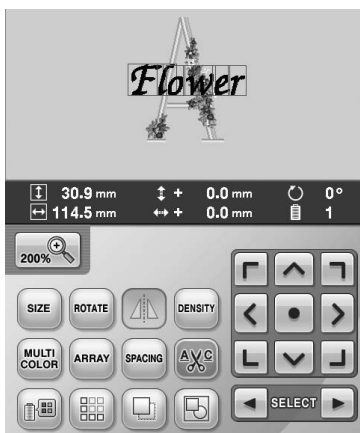 A
Flower
30.9 mm + 0.0 mm 0°
114.5 mm + 0.0 mm 1
200%
SIZE ROTATE DENSITY
MULTI COLOR ARRAY SPACING A C
SELECT